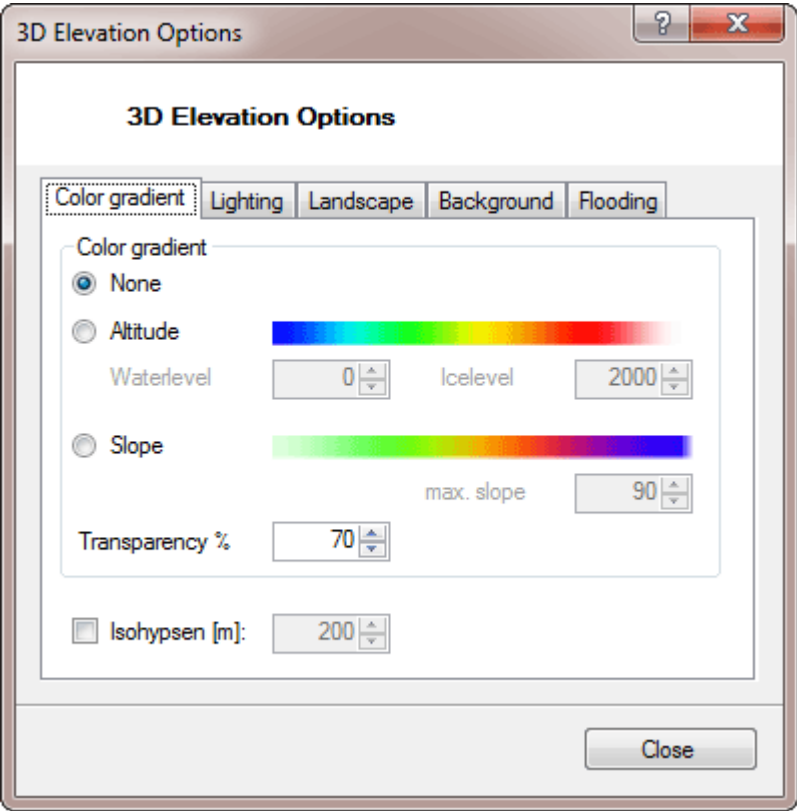 3D Elevation Options
?
3D Elevation Options
Color gradient Lighting Landscape Background Flooding
Color gradient
None
Altitude
Waterlevel 0 Icelevel 2000
Slope
max. slope 90
Transparency % 70
Isohypsen [m]: 200
Close